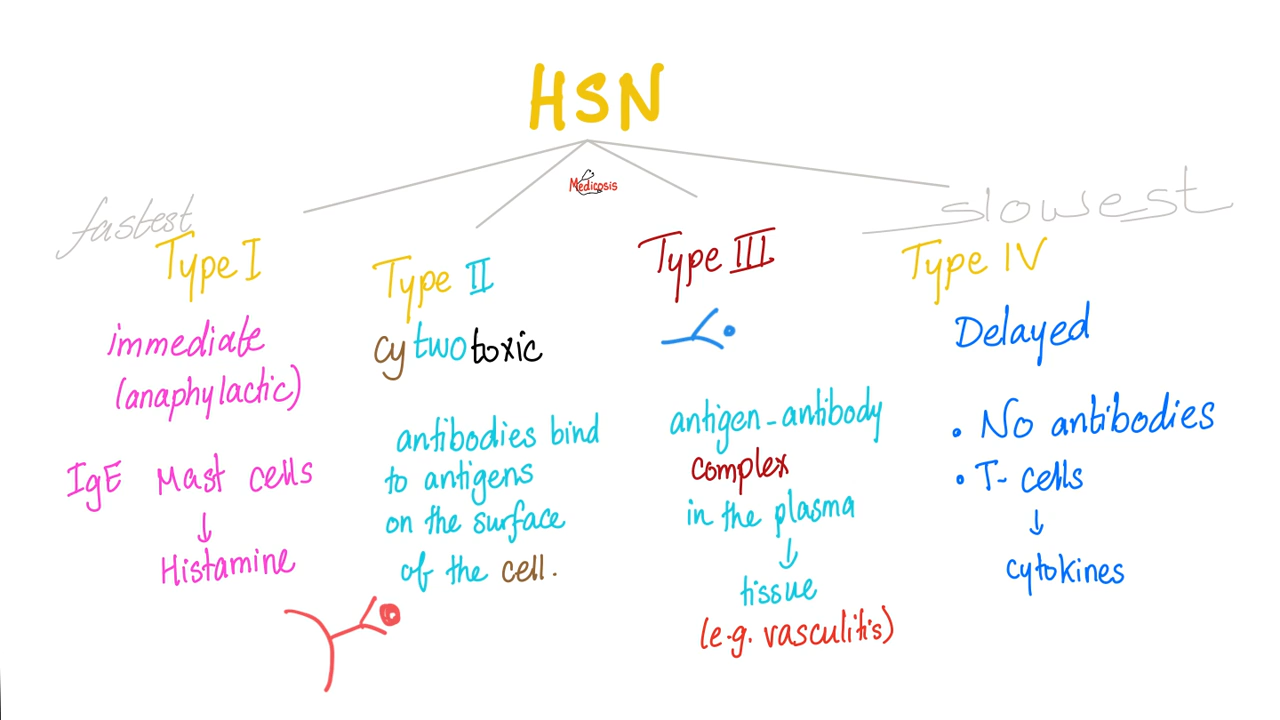 HSN
Medicosis
fastest
slowest
Type I
immediate
(anaphylactic)
IgE Mast cells
↓
Histamine
Type II
cytwotoxic
antibodies bind
to antigens
on the surface
of the cell.
Type III
antigen-antibody
complex
in the plasma
↓
tissue
(e.g. vasculitis)
Type IV
Delayed
• No antibodies
• T-cells
↓
cytokines